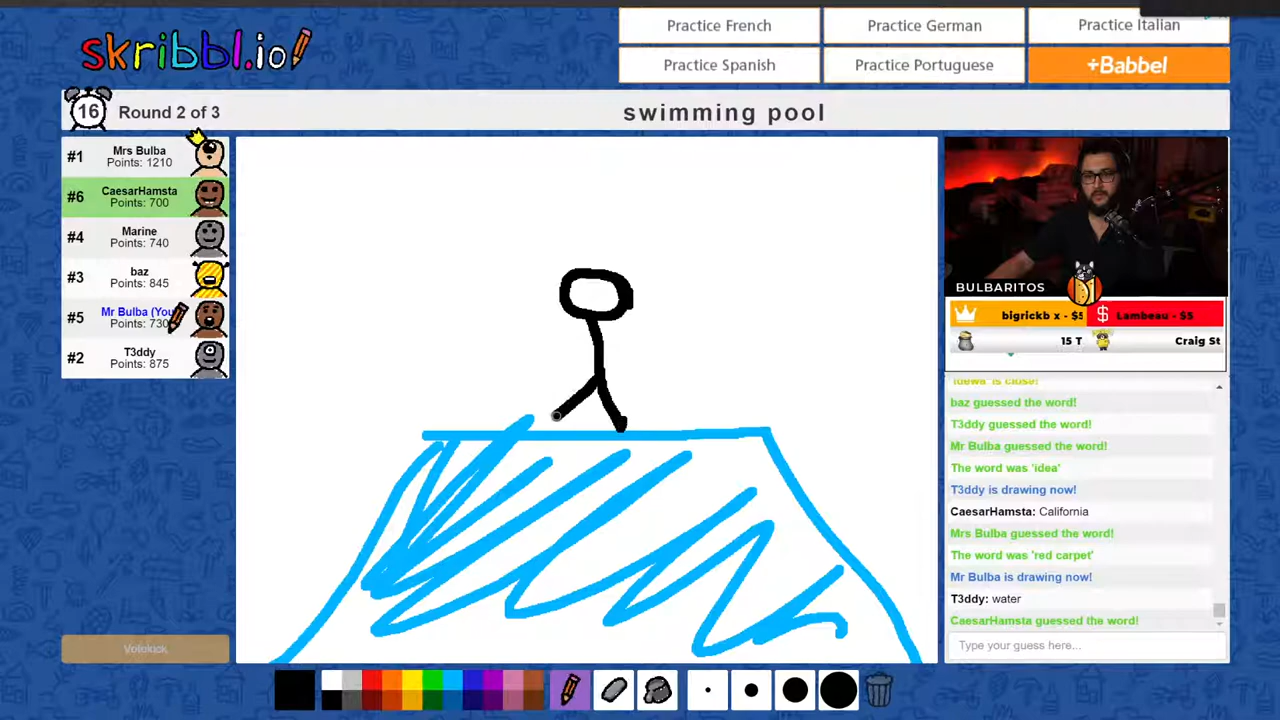 Practice French
Practice German
Practice Italian
Practice Spanish
Practice Portuguese
+Babbel
skribbl.io
16
Round 2 of 3
swimming pool
#1
Mrs Bulba
Points: 1210
#6
CaesarHamsta
Points: 700
#4
Marine
Points: 740
#3
baz
Points: 845
#5
Mr Bulba (You
Points: 730
#2
T3ddy
Points: 875
Votekick
BULBARITOS
bigrickb x - $5
Lambeau - $5
15 T
Craig St
'idewa' is close!
baz guessed the word!
T3ddy guessed the word!
Mr Bulba guessed the word!
The word was 'idea'
T3ddy is drawing now!
CaesarHamsta: California
Mrs Bulba guessed the word!
The word was 'red carpet'
Mr Bulba is drawing now!
T3ddy: water
CaesarHamsta guessed the word!
Type your guess here...